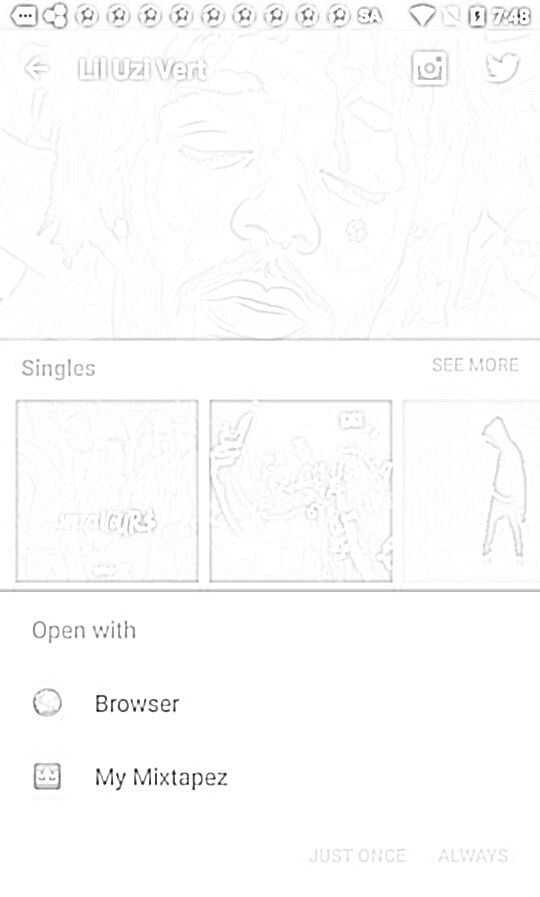 SA 7:48
Lil Uzi Vert
Singles
SEE MORE
Open with
Browser
My Mixtapez
JUST ONCE ALWAYS